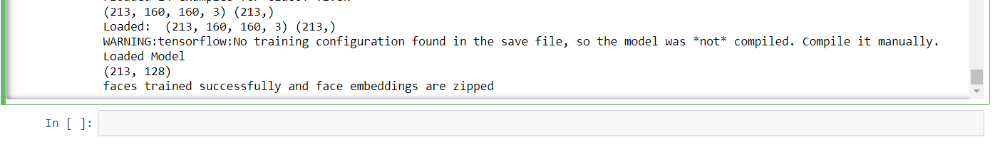 (213, 160, 160, 3) (213,)
Loaded:  (213, 160, 160, 3) (213,)
WARNING:tensorflow:No training configuration found in the save file, so the model was *not* compiled. Compile it manually.
Loaded Model
(213, 128)
faces trained successfully and face embeddings are zipped
In [ ]: